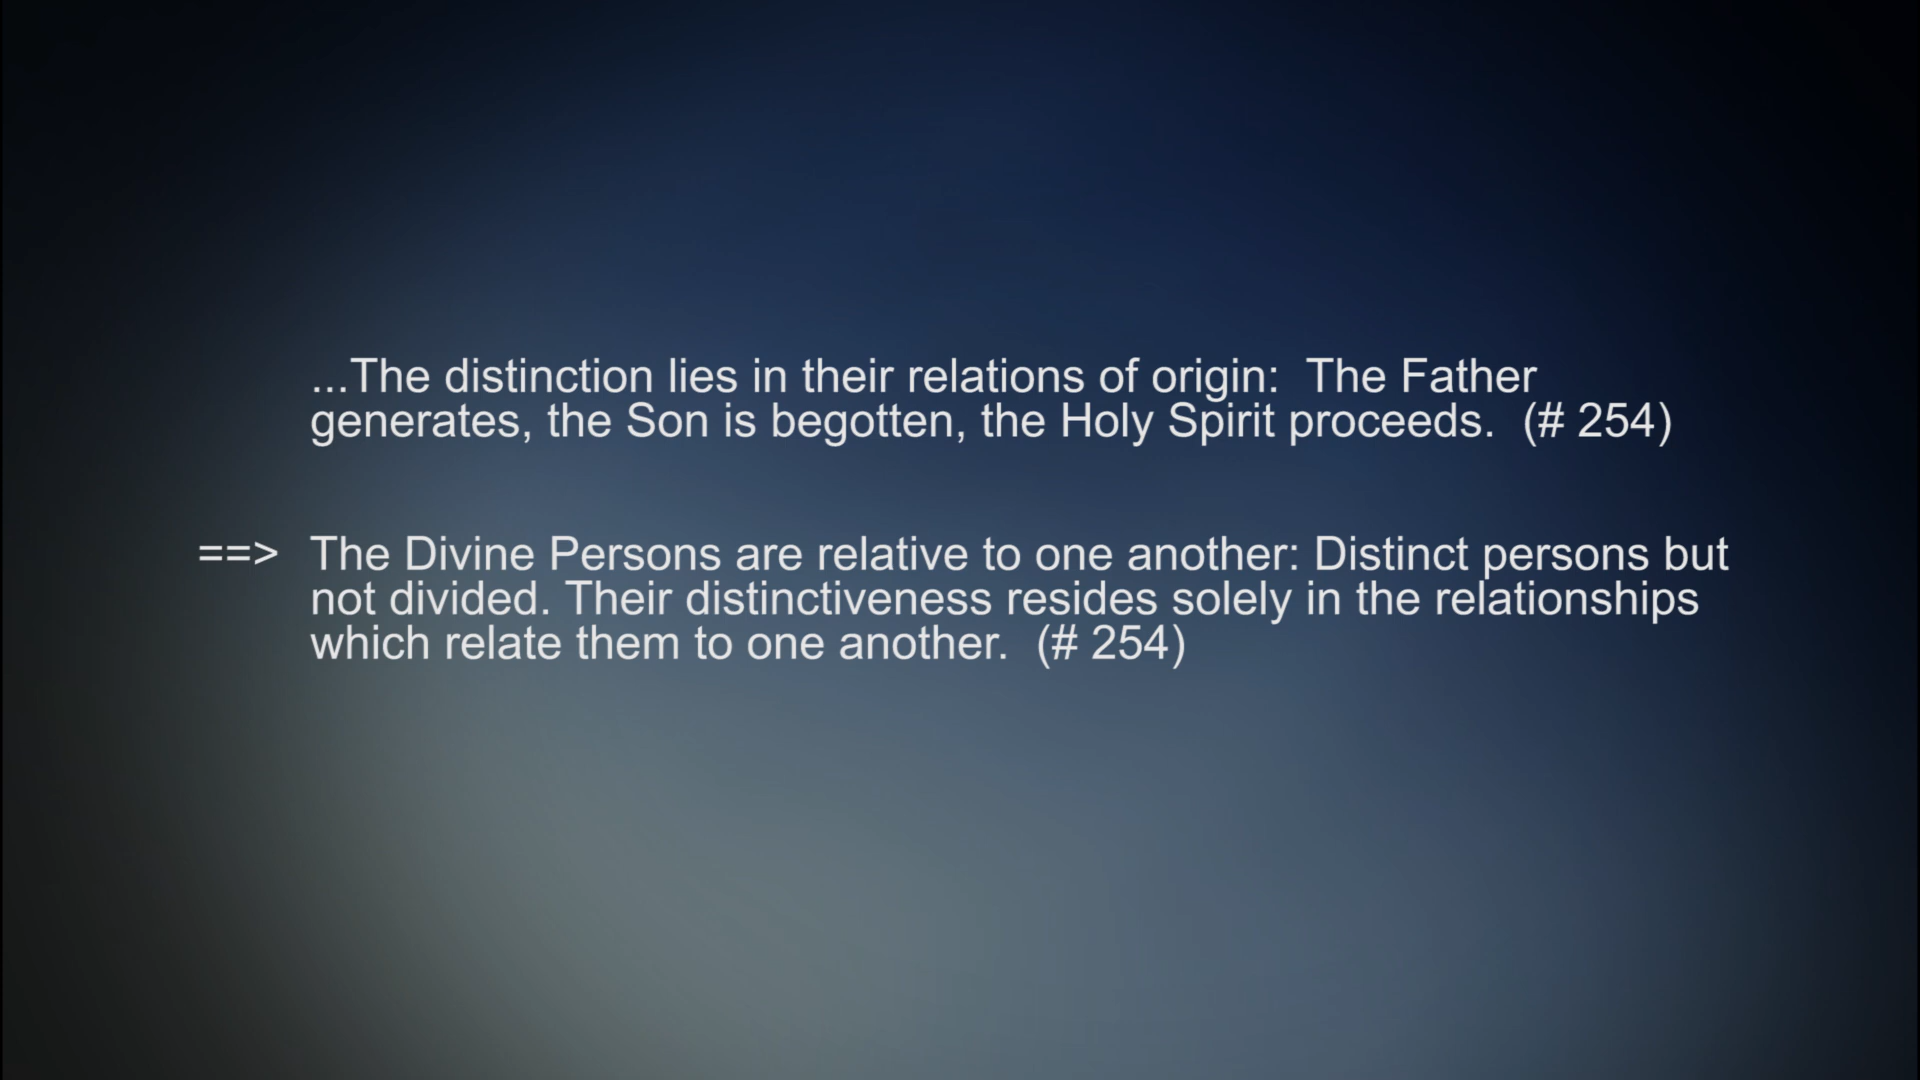 ...The distinction lies in their relations of origin:  The Father
generates, the Son is begotten, the Holy Spirit proceeds.  (# 254)
==> The Divine Persons are relative to one another: Distinct persons but
not divided. Their distinctiveness resides solely in the relationships
which relate them to one another.  (# 254)